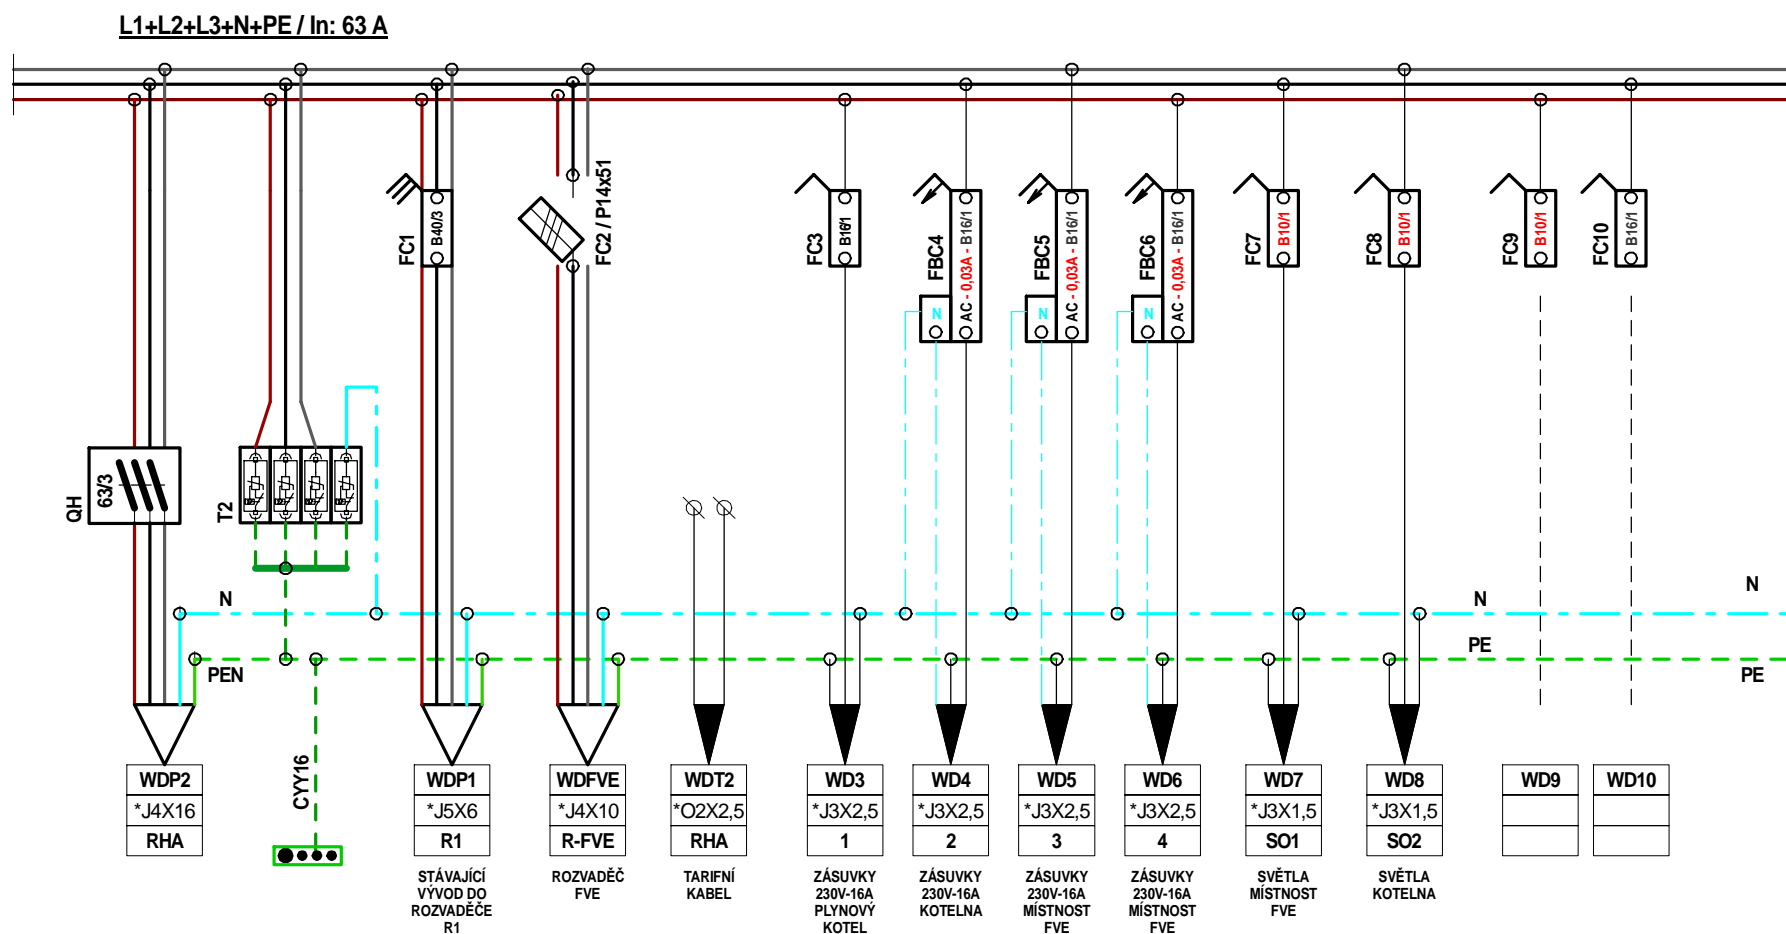 L1+L2+L3+N+PE / In: 63 A
FC1
B40/3
FC2 / P14x51
FC3
B16/1
FBC4
AC - 0,03A - B16/1
N
FBC5
AC - 0,03A - B16/1
N
FBC6
AC - 0,03A - B16/1
N
FC7
B10/1
FC8
B10/1
FC9
B10/1
FC10
B16/1
QH
63/3
T2
N
N
N
PEN
PE
PE
CYY16
WDP2
*J4X16
RHA
WDP1
*J5X6
R1
STÁVAJÍCÍ
VÝVOD DO
ROZVADĚČE
R1
WDFVE
*J4X10
R-FVE
ROZVADĚČ
FVE
WDT2
*O2X2,5
RHA
TARIFNÍ
KABEL
WD3
*J3X2,5
1
ZÁSUVKY
230V-16A
PLYNOVÝ
KOTEL
WD4
*J3X2,5
2
ZÁSUVKY
230V-16A
KOTELNA
WD5
*J3X2,5
3
ZÁSUVKY
230V-16A
MÍSTNOST
FVE
WD6
*J3X2,5
4
ZÁSUVKY
230V-16A
MÍSTNOST
FVE
WD7
*J3X1,5
SO1
SVĚTLA
MÍSTNOST
FVE
WD8
*J3X1,5
SO2
SVĚTLA
KOTELNA
WD9
WD10